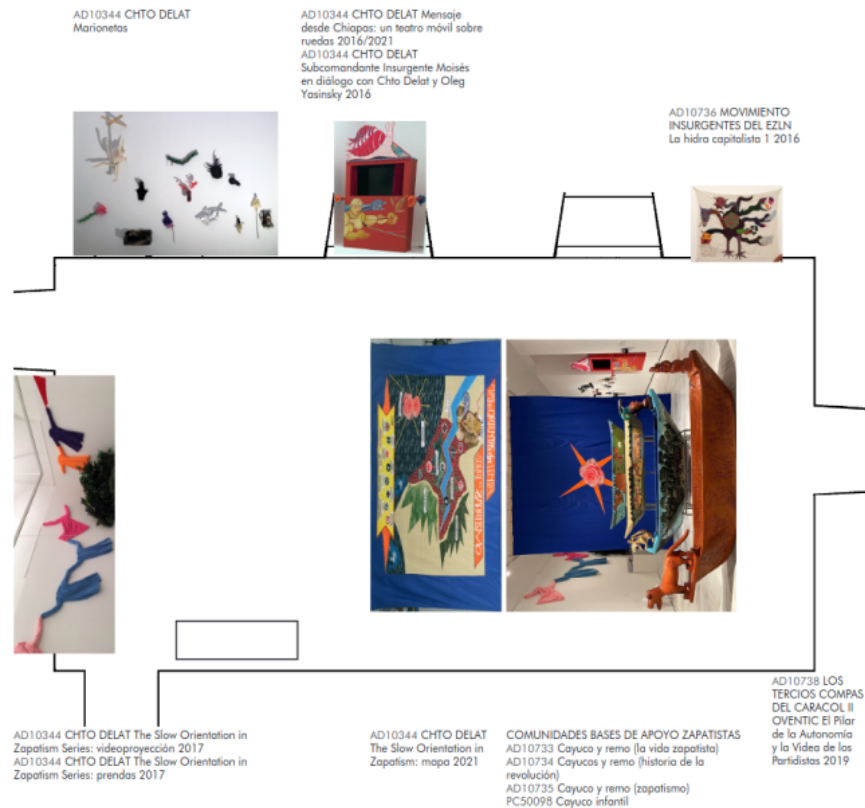 AD10344 CHTO DELAT
Marionetas
AD10344 CHTO DELAT Mensaje
desde Chiapas: un teatro móvil sobre
ruedas 2016/2021
AD10344 CHTO DELAT
Subcomandante Insurgente Moisés
en diálogo con Chto Delat y Oleg
Yasinsky 2016
AD10736 MOVIMIENTO
INSURGENTES DEL EZLN
La hidra capitalista 1 2016
AD10344 CHTO DELAT The Slow Orientation in
Zapatism Series: videoproyección 2017
AD10344 CHTO DELAT The Slow Orientation in
Zapatism Series: prendas 2017
AD10344 CHTO DELAT
The Slow Orientation in
Zapatism: mapa 2021
COMUNIDADES BASES DE APOYO ZAPATISTAS
AD10733 Cayuco y remo (la vida zapatista)
AD10734 Cayucos y remo (historia de la
revolución)
AD10735 Cayuco y remo (zapatismo)
PC50098 Cayuco infantil
AD10738 LOS
TERCIOS COMPAS
DEL CARACOL II
OVENTIC El Pilar
de la Autonomía
y la Videa de los
Partidistas 2019